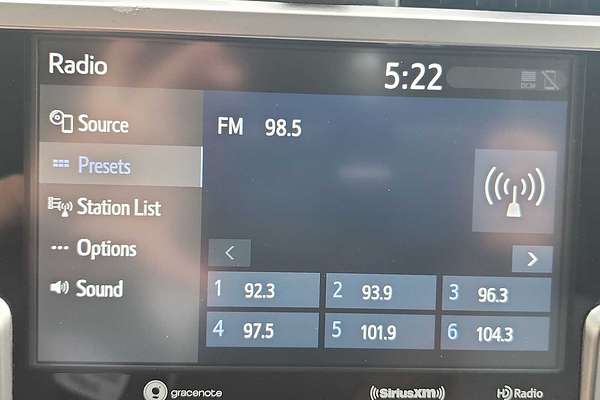 Radio
5:22
DCM
Source
FM 98.5
Presets
Station List
Options
Sound
1 92.3 2 93.9 3 96.3
4 97.5 5 101.9 6 104.3
gracenote SiriusXM HD Radio